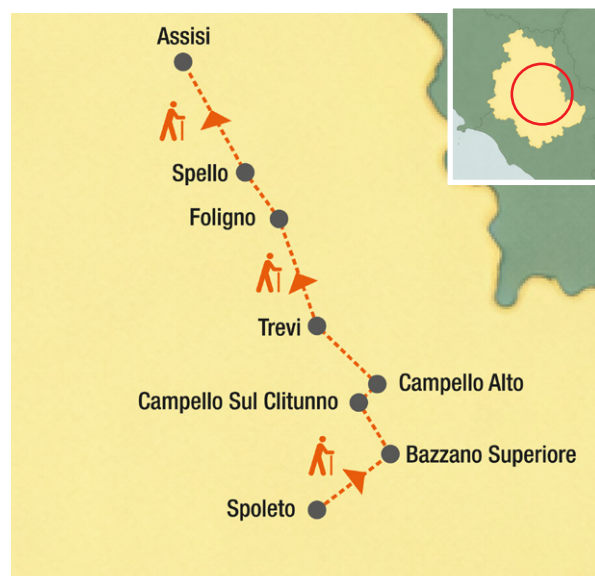 Assisi
Spello
Foligno
Trevi
Campello Alto
Campello Sul Clitunno
Bazzano Superiore
Spoleto